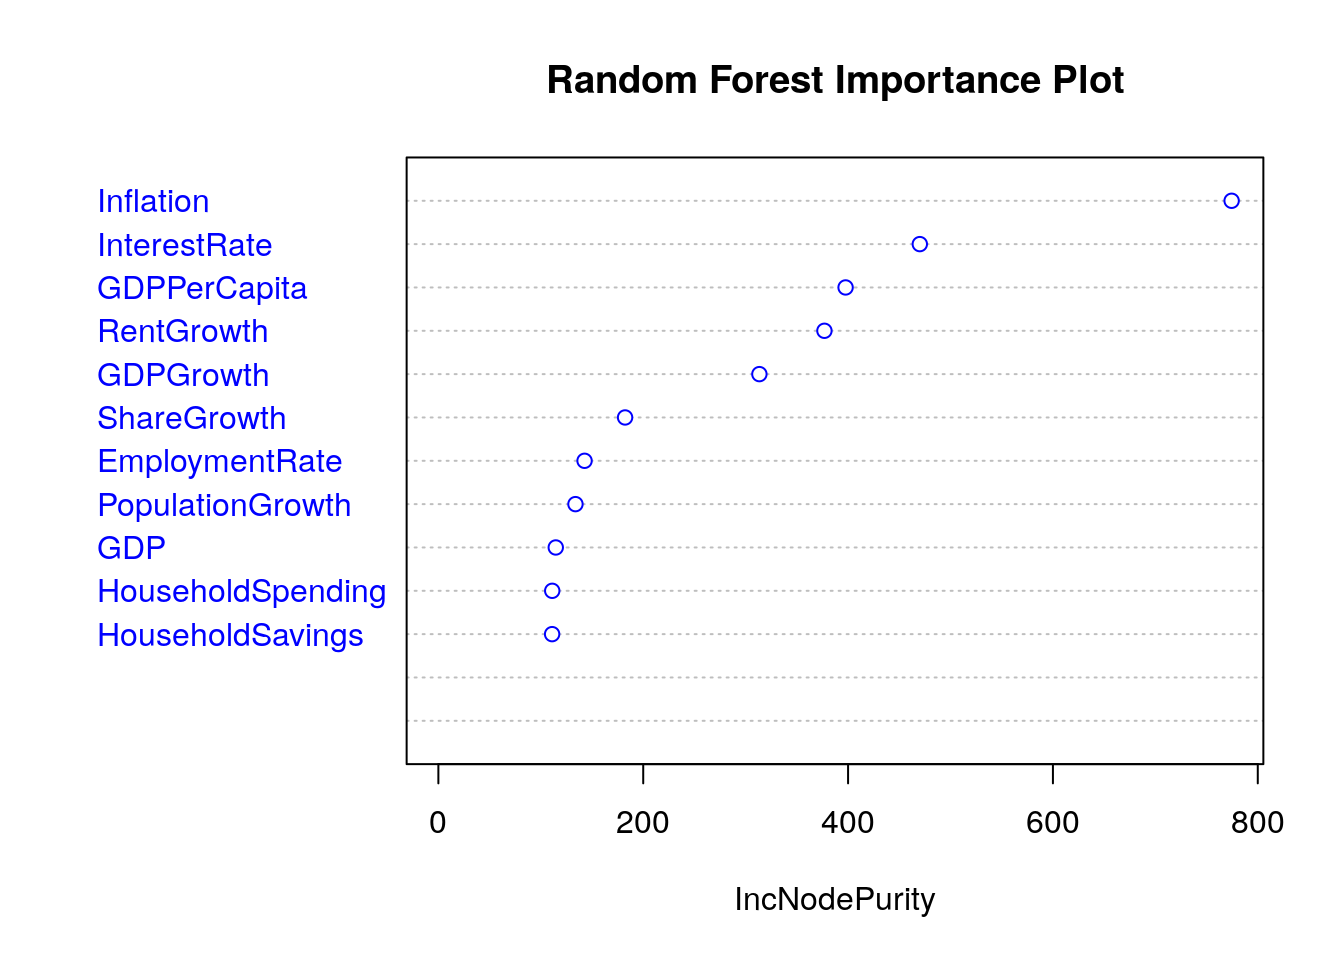 Random Forest Importance Plot
Inflation
InterestRate
GDPPerCapita
RentGrowth
GDPGrowth
ShareGrowth
EmploymentRate
PopulationGrowth
GDP
HouseholdSpending
HouseholdSavings
0 200 400 600 800
IncNodePurity